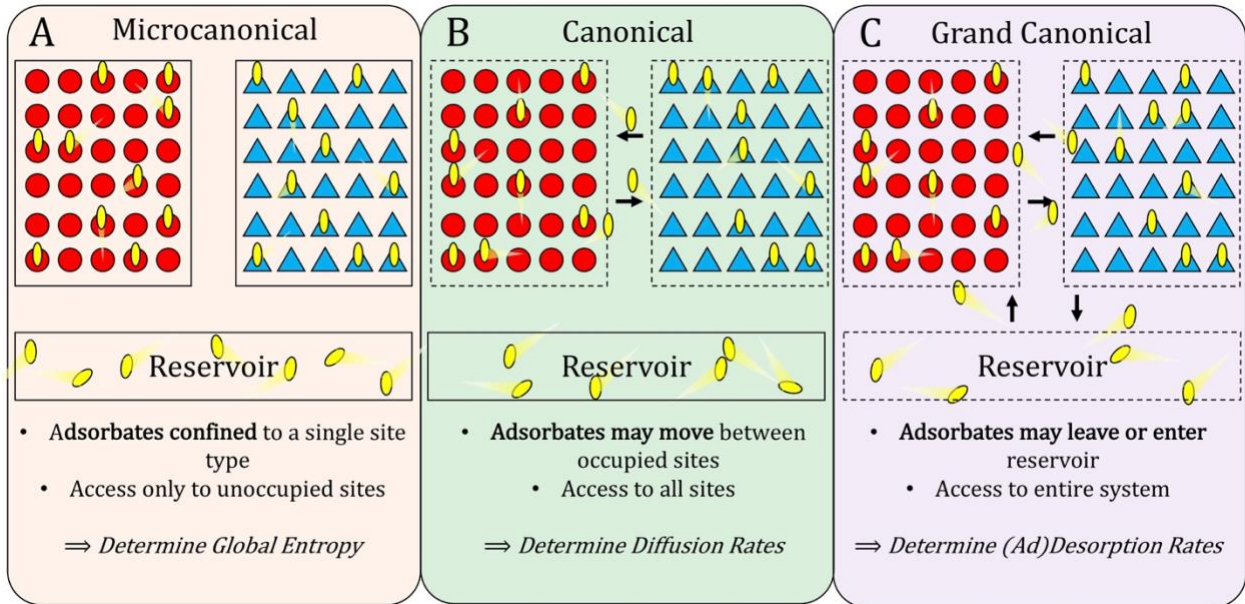 A Microcanonical
Reservoir
• Adsorbates confined to a single site
type
• Access only to unoccupied sites
⟹ Determine Global Entropy
B Canonical
Reservoir
• Adsorbates may move between
occupied sites
• Access to all sites
⟹ Determine Diffusion Rates
C Grand Canonical
Reservoir
• Adsorbates may leave or enter
reservoir
• Access to entire system
⟹ Determine (Ad)Desorption Rates